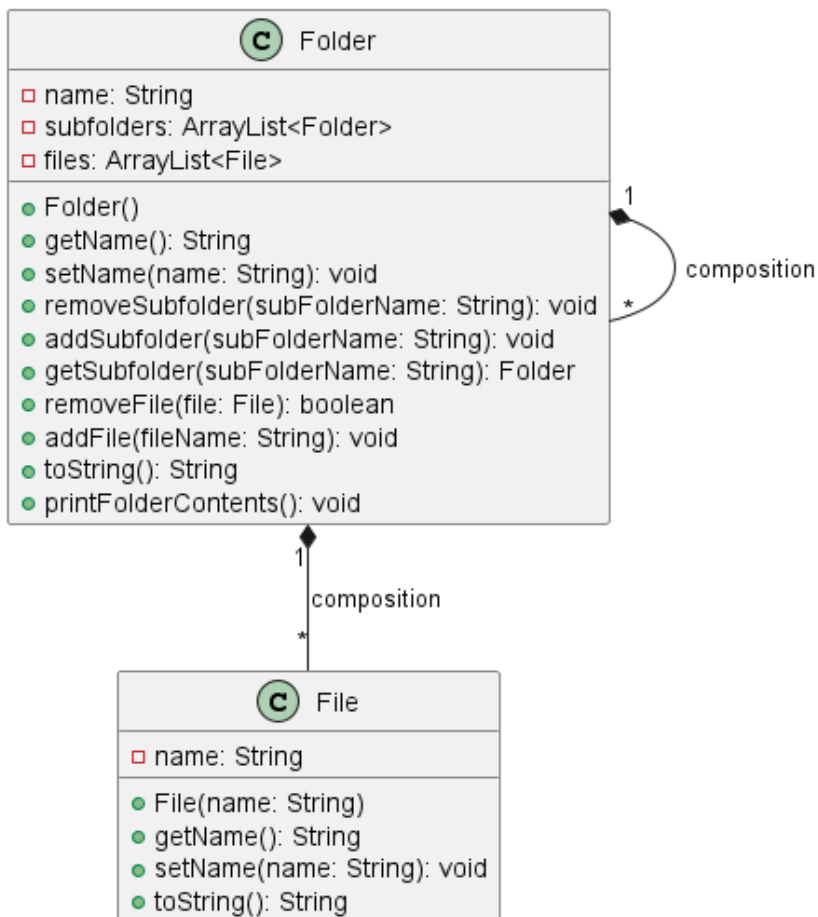 C Folder
name: String
subfolders: ArrayList<Folder>
files: ArrayList<File>
Folder()
getName(): String
setName(name: String): void
removeSubfolder(subFolderName: String): void
addSubfolder(subFolderName: String): void
getSubfolder(subFolderName: String): Folder
removeFile(file: File): boolean
addFile(fileName: String): void
toString(): String
printFolderContents(): void
1
composition
*
1
composition
*
C File
name: String
File(name: String)
getName(): String
setName(name: String): void
toString(): String